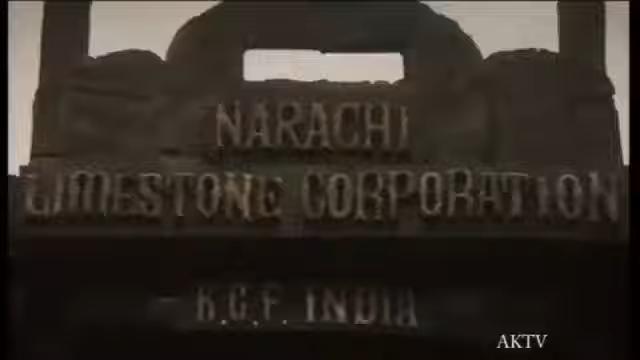 NARACHI
LIMESTONE CORPORATION
K.G.F. INDIA
AKTV